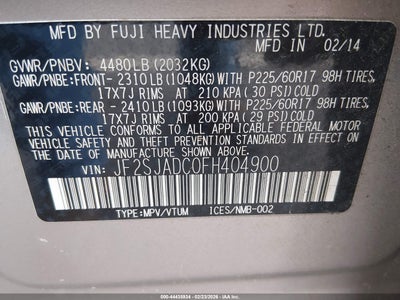 MFD. BY FUJI HEAVY INDUSTRIES LTD.
IN 02/14
GVWR/PNBV: 4480LB(2032KG)
GAWR/PNBE:FRONT-2310LB(1048KG)WITH P225/60R17 98H TIRES,
17X7J RIMS, AT 210 KPA(30 PSI)COLD
GAWR/PNBE:REAR -2410LB(1093KG)WITH P225/60R17 98H TIRES,
17X7J RIMS, AT 200 KPA(29 PSI)COLD
THIS VEHICLE CONFORMS TO ALL APPLICABLE
FEDERAL MOTOR VEHICLE SAFETY, BUMPER, AND THEFT
PREVENTION STANDARDS IN EFFECT ON THE DATE OF
MANUFACTURE SHOWN ABOVE.
VIN: JF2SJADC0FH404900
TYPE:MPV/VTUM ICES/NMB-002
000-44435934 - 02/23/2026 - © IAA